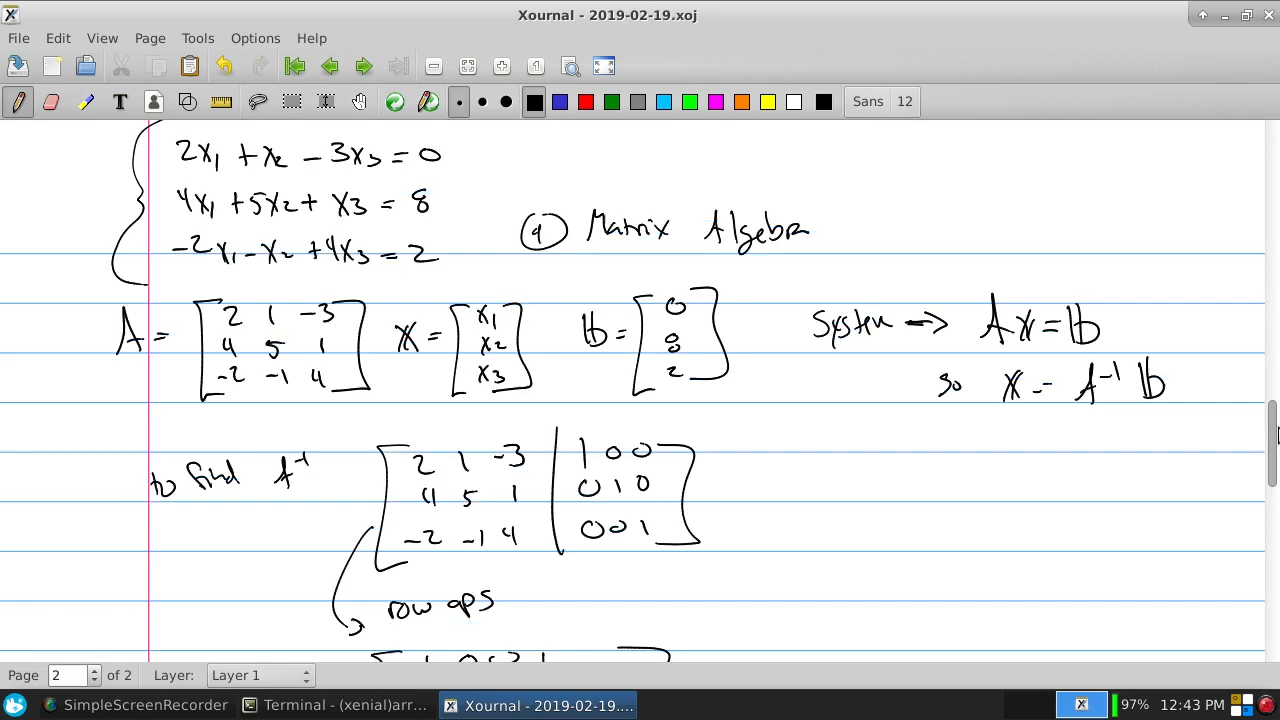 Xournal - 2019-02-19.xoj
File Edit View Page Tools Options Help
Sans 12
2x₁ + x₂ - 3x₃ = 0
4x₁ + 5x₂ + x₃ = 8
-2x₁ - x₂ + 4x₃ = 2
④ Matrix Algebra
A = [2 1 -3
4 5 1
-2 -1 4]
x = [x₁
x₂
x₃]
b = [0
8
2]
System → Ax = b
so x = A⁻¹ b
to find A⁻¹
[2 1 -3 | 1 0 0
4 5 1 | 0 1 0
-2 -1 4 | 0 0 1]
row ops
Page 2 of 2 Layer: Layer 1
SimpleScreenRecorder Terminal - (xenial)arr... Xournal - 2019-02-19.... 97% 12:43 PM